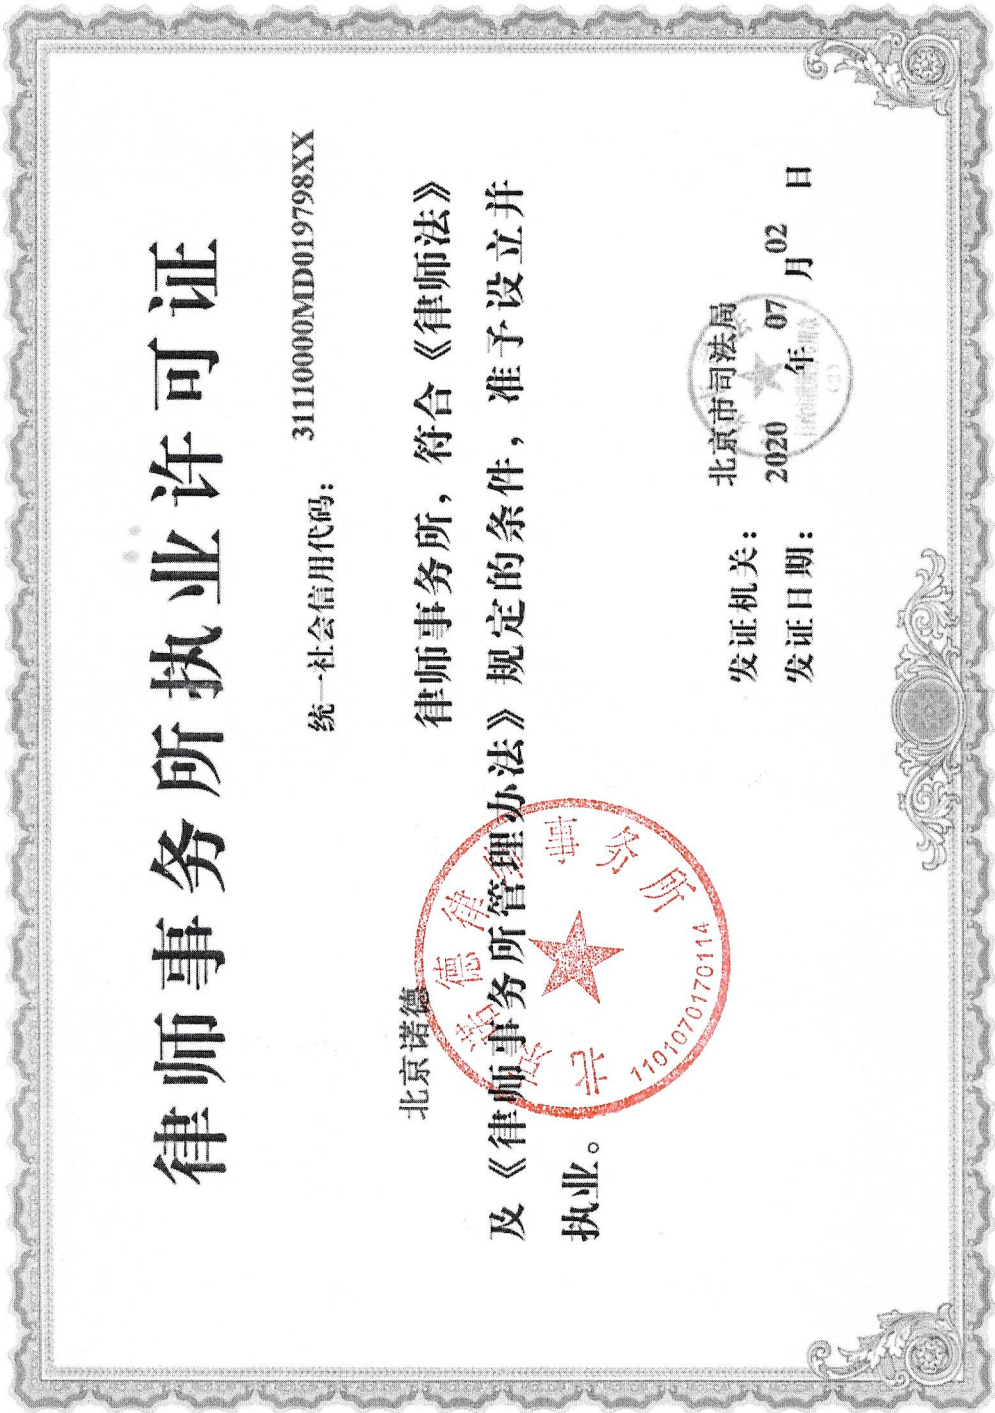 律师事务所执业许可证
统一社会信用代码： 31110000MD019798XX
北京诺德 律师事务所，符合《律师法》
及《律师事务所管理办法》规定的条件，准予设立并
执业。
发证机关： 北京市司法局
发证日期： 2020 年 07 月 02 日
北京诺德律师事务所
1101070170114